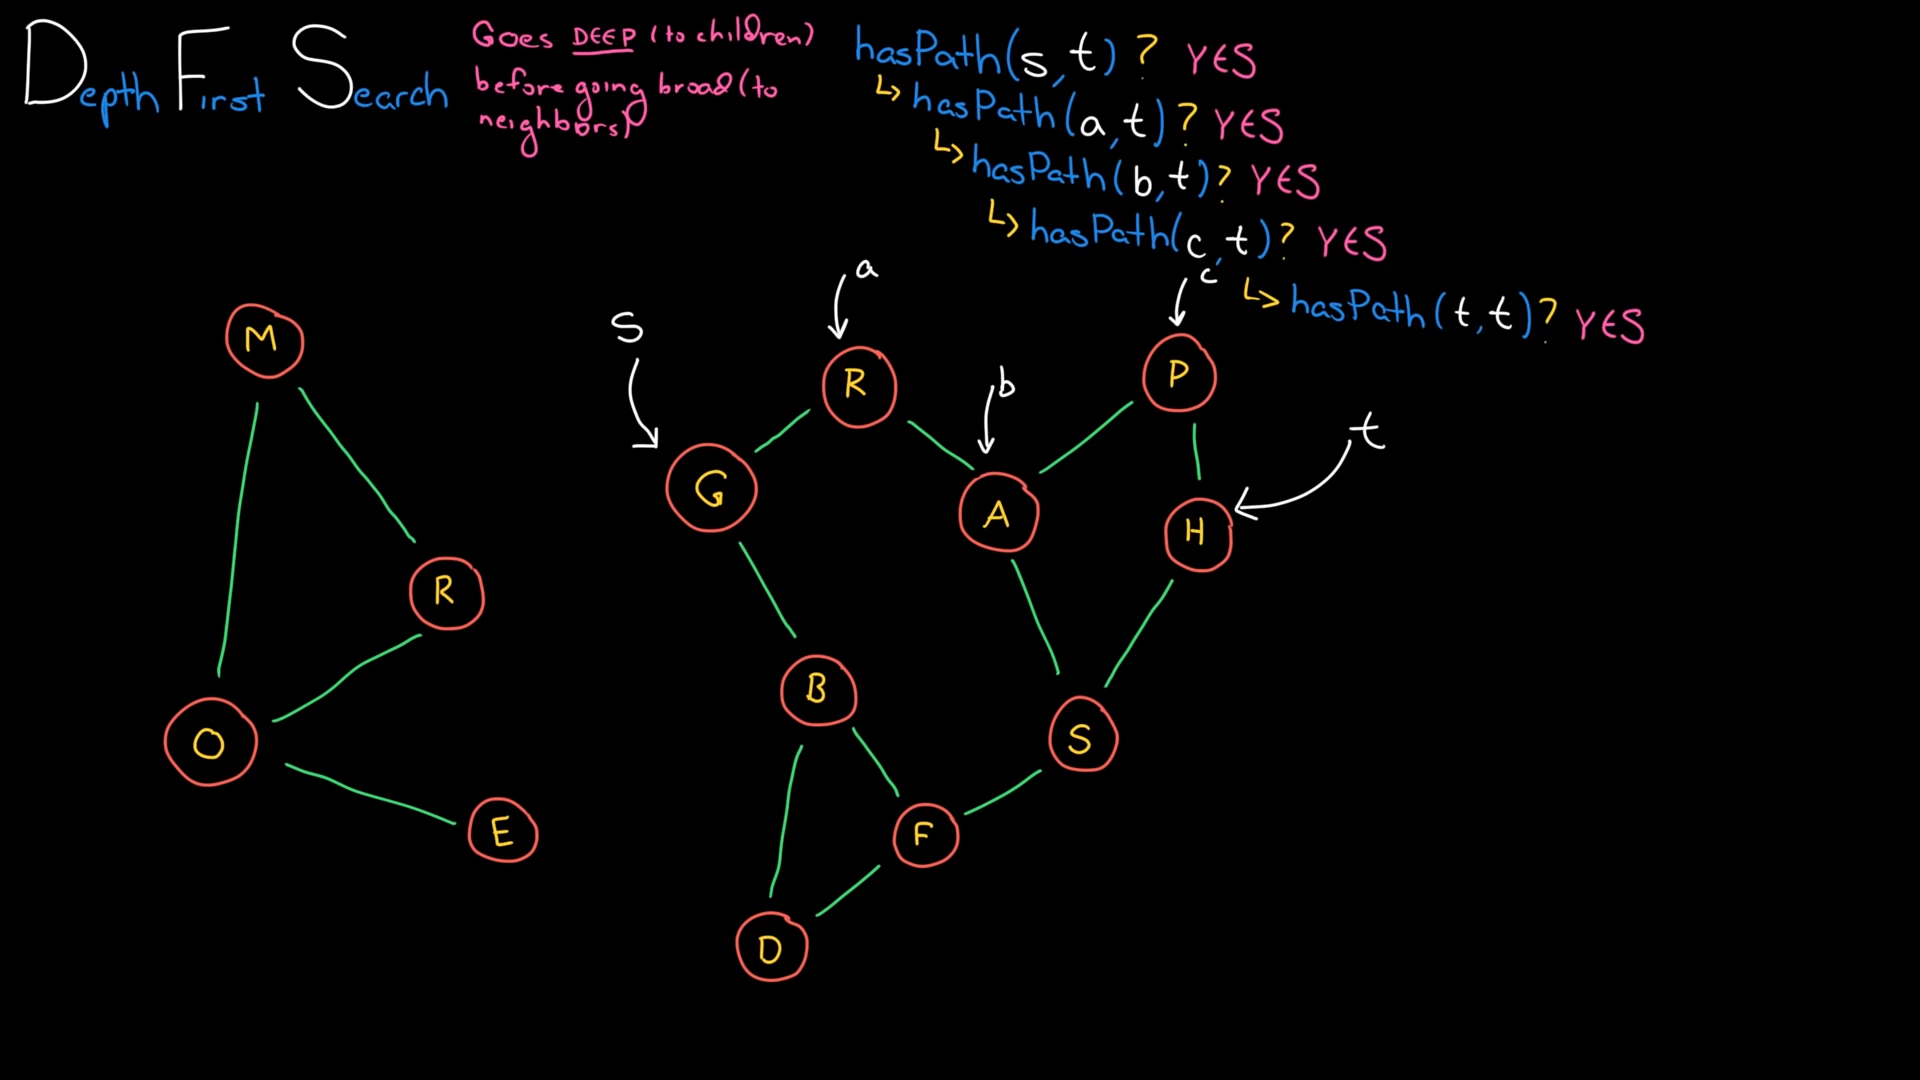 Depth First Search
Goes DEEP (to children)
before going broad (to
neighbors)
hasPath(s,t)? YES
↳ hasPath(a,t)? YES
↳ hasPath(b,t)? YES
↳ hasPath(c,t)? YES
↳ hasPath(t,t)? YES
a
c
s
b
t
M
R
P
G
A
H
R
B
O
S
E
F
D